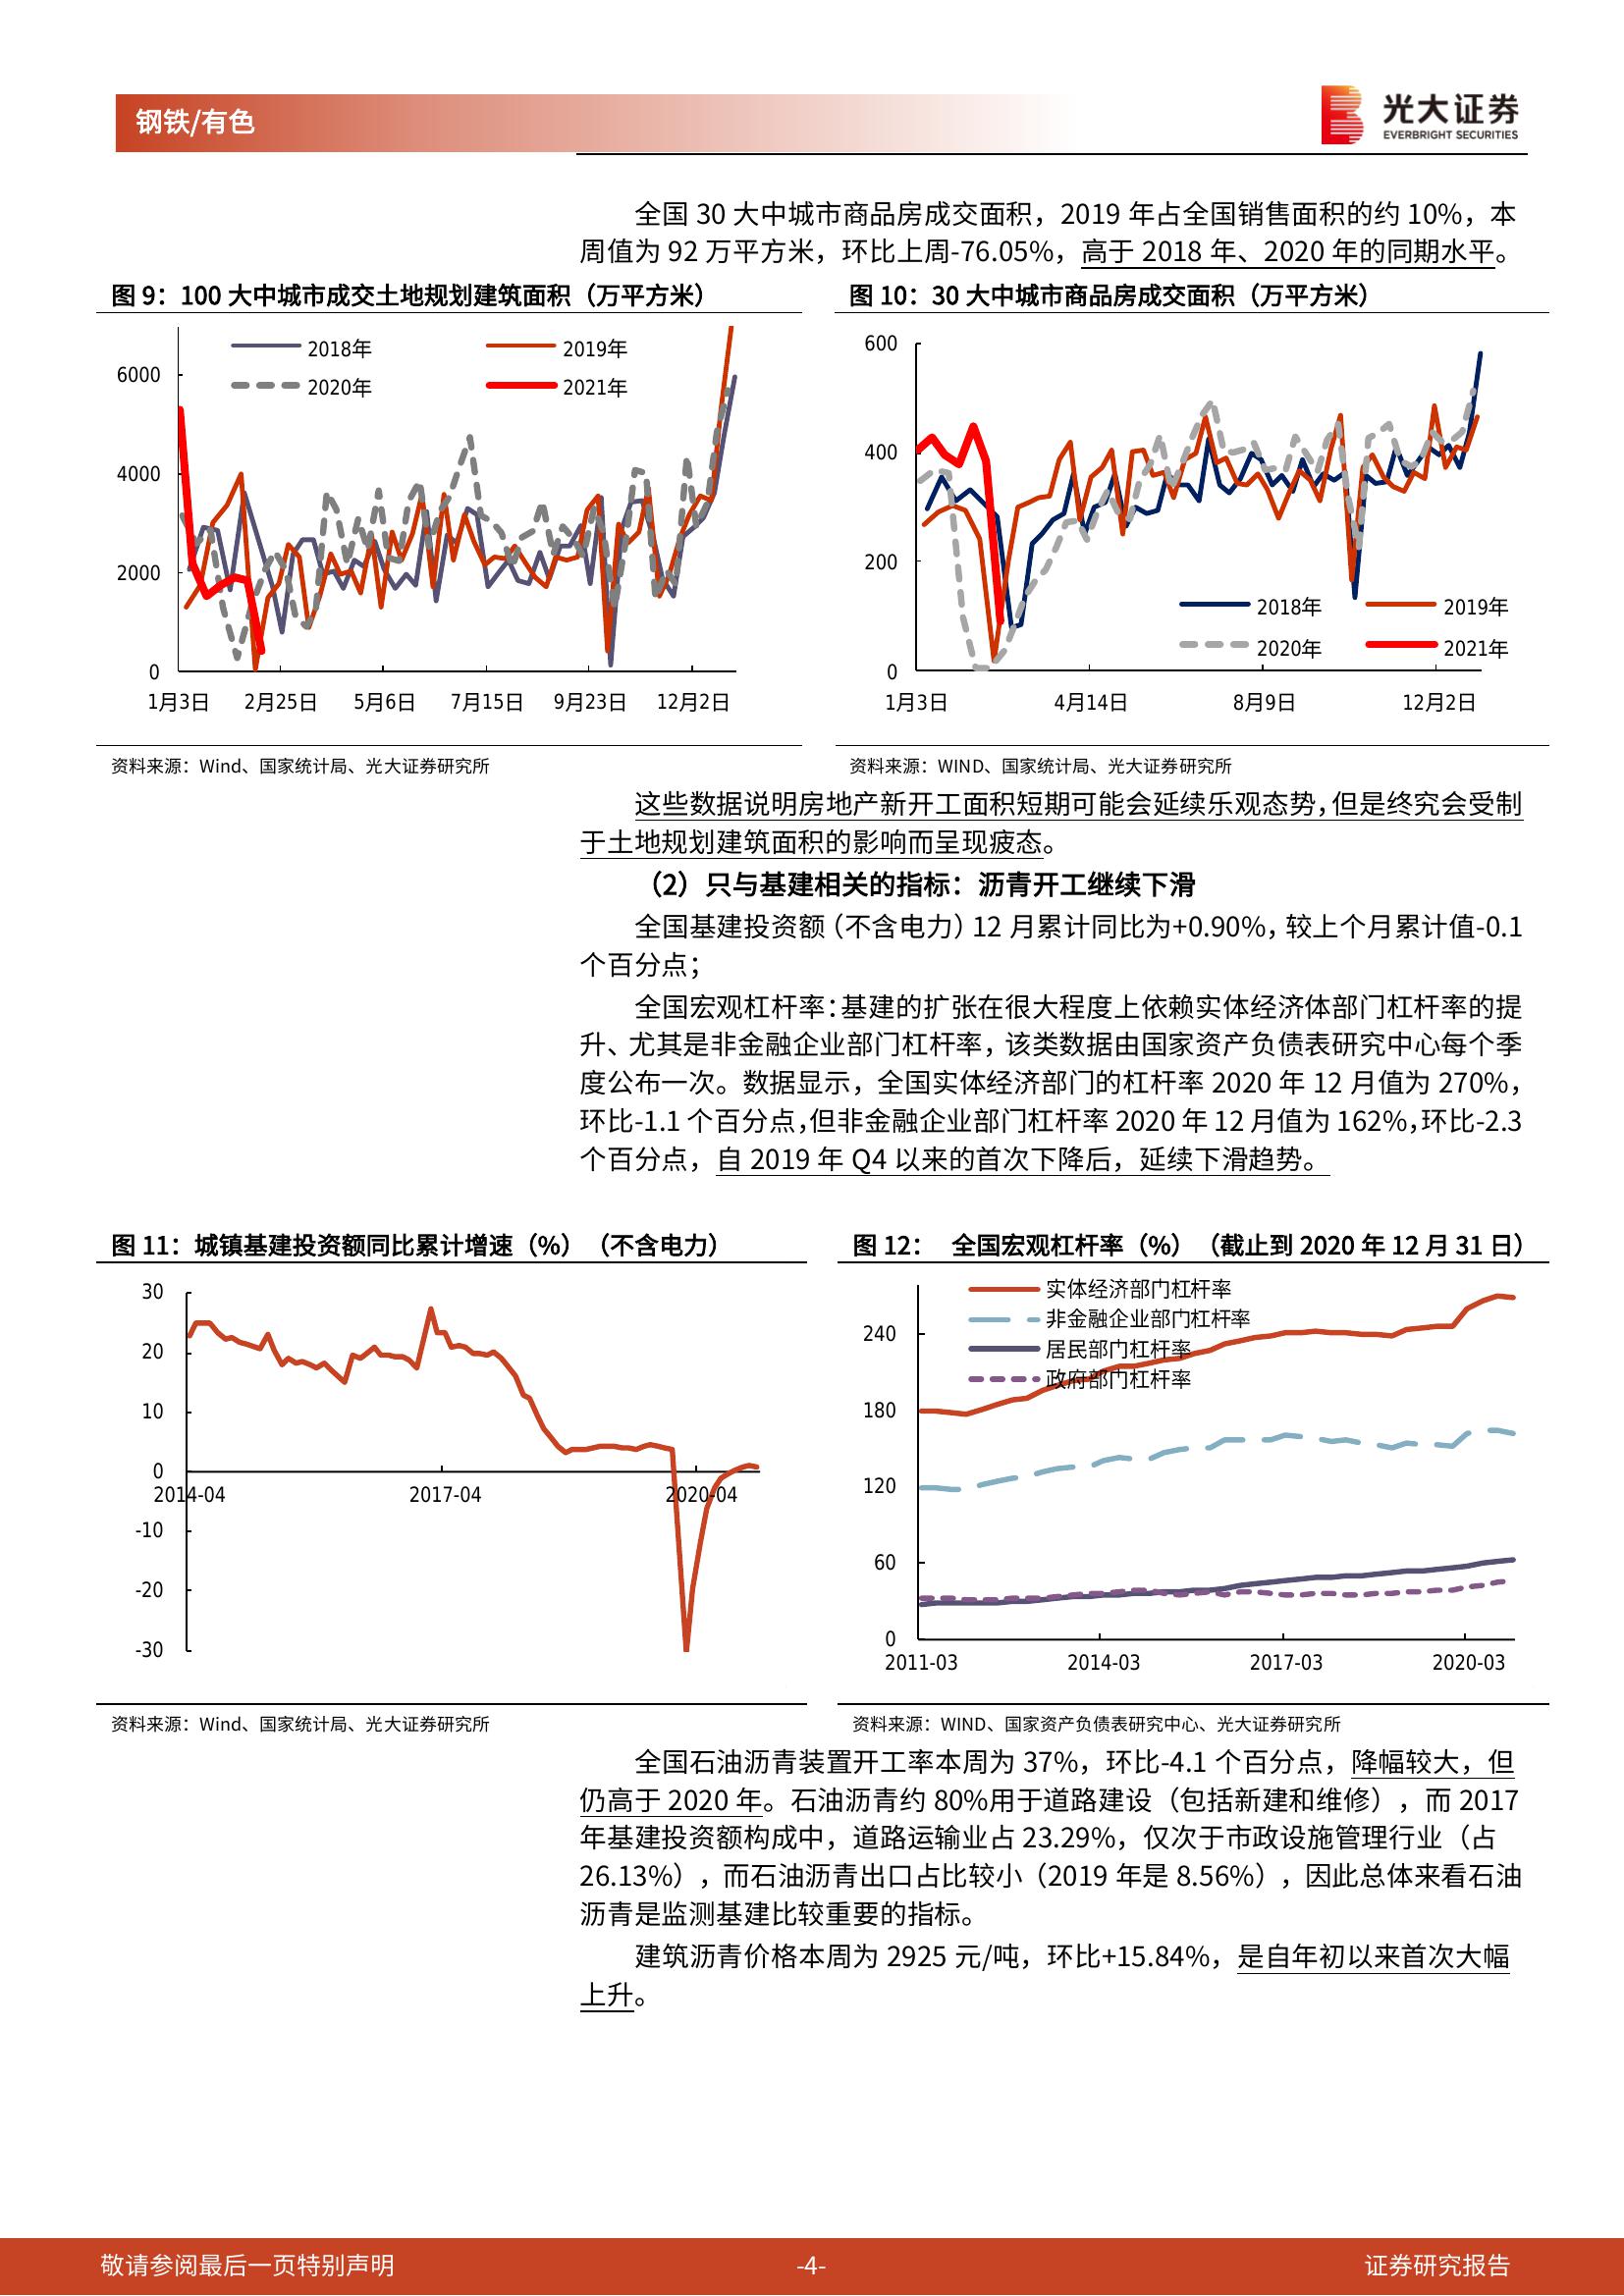 钢铁/有色
光大证券
EVERBRIGHT SECURITIES
全国 30 大中城市商品房成交面积，2019 年占全国销售面积的约 10%，本
周值为 92 万平方米，环比上周-76.05%，高于 2018 年、2020 年的同期水平。
图 9：100 大中城市成交土地规划建筑面积（万平方米）
2018年
2019年
2020年
2021年
6000
4000
2000
0
1月3日
2月25日
5月6日
7月15日
9月23日
12月2日
资料来源：Wind、国家统计局、光大证券研究所
图 10：30 大中城市商品房成交面积（万平方米）
600
400
200
0
2018年
2019年
2020年
2021年
1月3日
4月14日
8月9日
12月2日
资料来源：WIND、国家统计局、光大证券研究所
这些数据说明房地产新开工面积短期可能会延续乐观态势，但是终究会受制
于土地规划建筑面积的影响而呈现疲态。
（2）只与基建相关的指标：沥青开工继续下滑
全国基建投资额（不含电力）12 月累计同比为+0.90%，较上个月累计值-0.1
个百分点；
全国宏观杠杆率：基建的扩张在很大程度上依赖实体经济体部门杠杆率的提
升、尤其是非金融企业部门杠杆率，该类数据由国家资产负债表研究中心每个季
度公布一次。数据显示，全国实体经济部门的杠杆率 2020 年 12 月值为 270%，
环比-1.1 个百分点，但非金融企业部门杠杆率 2020 年 12 月值为 162%，环比-2.3
个百分点，自 2019 年 Q4 以来的首次下降后，延续下滑趋势。
图 11：城镇基建投资额同比累计增速（%）（不含电力）
30
20
10
0
-10
-20
-30
2014-04
2017-04
2020-04
资料来源：Wind、国家统计局、光大证券研究所
图 12： 全国宏观杠杆率（%）（截止到 2020 年 12 月 31 日）
实体经济部门杠杆率
非金融企业部门杠杆率
居民部门杠杆率
政府部门杠杆率
240
180
120
60
0
2011-03
2014-03
2017-03
2020-03
资料来源：WIND、国家资产负债表研究中心、光大证券研究所
全国石油沥青装置开工率本周为 37%，环比-4.1 个百分点，降幅较大，但
仍高于 2020 年。石油沥青约 80%用于道路建设（包括新建和维修），而 2017
年基建投资额构成中，道路运输业占 23.29%，仅次于市政设施管理行业（占
26.13%），而石油沥青出口占比较小（2019 年是 8.56%），因此总体来看石油
沥青是监测基建比较重要的指标。
建筑沥青价格本周为 2925 元/吨，环比+15.84%，是自年初以来首次大幅
上升。
敬请参阅最后一页特别声明
-4-
证券研究报告